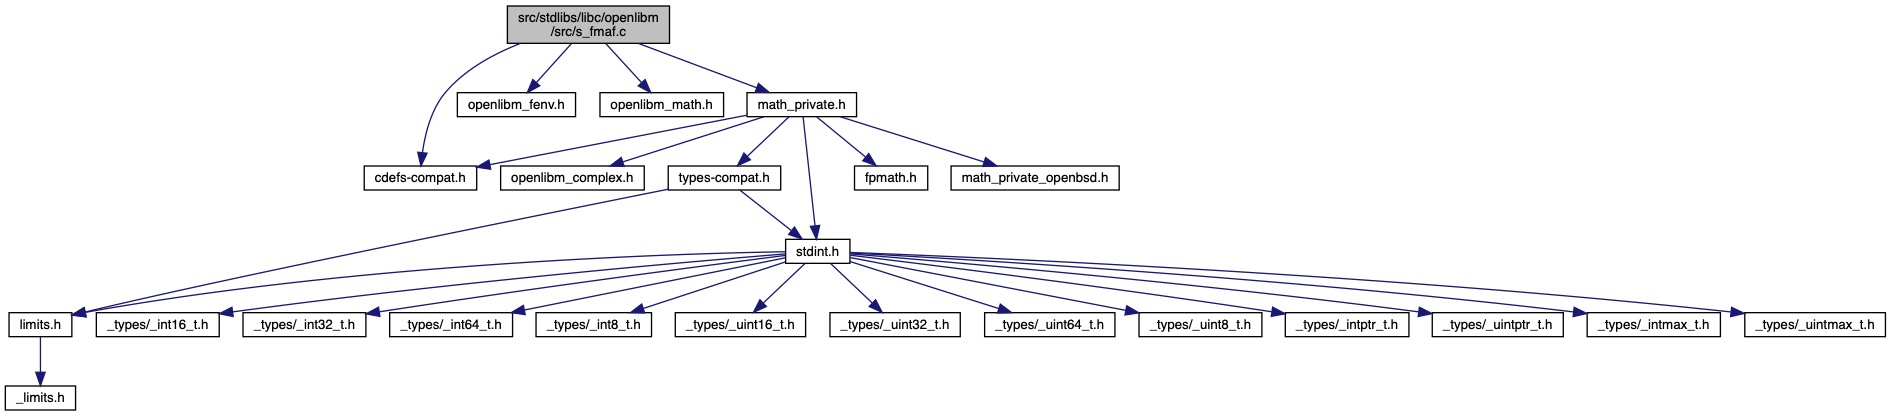 src/stdlibs/libc/openlibm
/src/s_fmaf.c
openlibm_fenv.h
openlibm_math.h
math_private.h
cdefs-compat.h
openlibm_complex.h
types-compat.h
fpmath.h
math_private_openbsd.h
stdint.h
limits.h
_types/_int16_t.h
_types/_int32_t.h
_types/_int64_t.h
_types/_int8_t.h
_types/_uint16_t.h
_types/_uint32_t.h
_types/_uint64_t.h
_types/_uint8_t.h
_types/_intptr_t.h
_types/_uintptr_t.h
_types/_intmax_t.h
_types/_uintmax_t.h
_limits.h